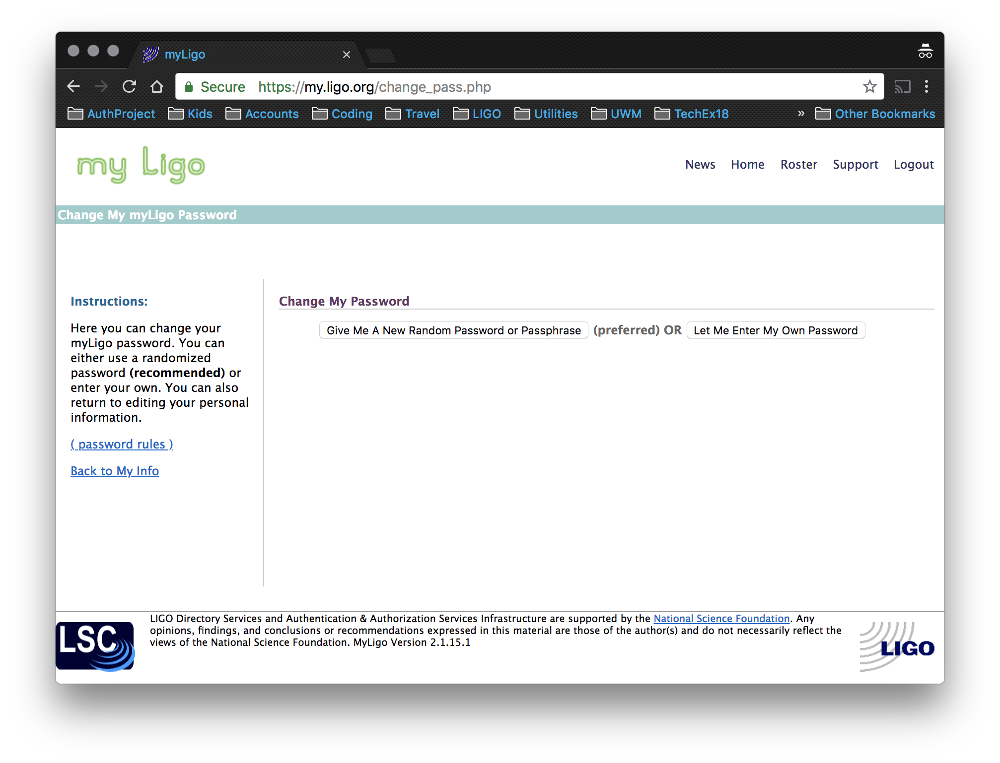 myLigo
Secure https://my.ligo.org/change_pass.php
AuthProject Kids Accounts Coding Travel LIGO Utilities UWM TechEx18 » Other Bookmarks
my Ligo
News Home Roster Support Logout
Change My myLigo Password
Instructions:
Here you can change your
myLigo password. You can
either use a randomized
password (recommended) or
enter your own. You can also
return to editing your personal
information.
( password rules )
Back to My Info
Change My Password
Give Me A New Random Password or Passphrase (preferred) OR Let Me Enter My Own Password
LSC
LIGO Directory Services and Authentication & Authorization Services Infrastructure are supported by the National Science Foundation. Any
opinions, findings, and conclusions or recommendations expressed in this material are those of the author(s) and do not necessarily reflect the
views of the National Science Foundation. MyLigo Version 2.1.15.1
LIGO